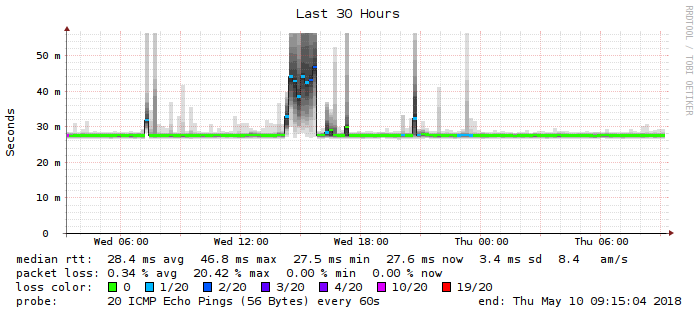 Last 30 Hours
RRDTOOL / TOBI OETIKER
Seconds
50 m
40 m
30 m
20 m
10 m
0
Wed 06:00 Wed 12:00 Wed 18:00 Thu 00:00 Thu 06:00
median rtt: 28.4 ms avg 46.8 ms max 27.5 ms min 27.6 ms now 3.4 ms sd 8.4 am/s
packet loss: 0.34 % avg 20.42 % max 0.00 % min 0.00 % now
loss color: 0 1/20 2/20 3/20 4/20 10/20 19/20
probe: 20 ICMP Echo Pings (56 Bytes) every 60s end: Thu May 10 09:15:04 2018